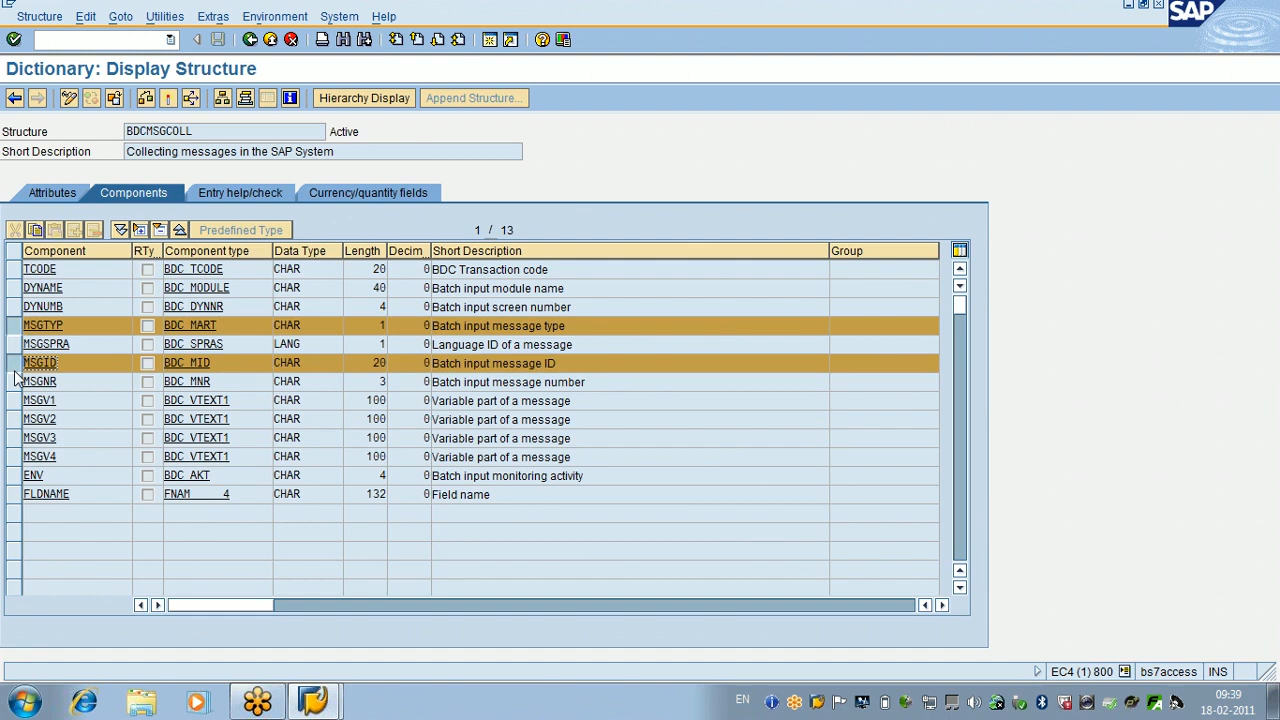 Structure Edit Goto Utilities Extras Environment System Help
SAP
Dictionary: Display Structure
Hierarchy Display Append Structure...
Structure BDCMSGCOLL Active
Short Description Collecting messages in the SAP System
Attributes Components Entry help/check Currency/quantity fields
Predefined Type 1 / 13
Component RTy... Component type Data Type Length Decim... Short Description Group
TCODE BDC_TCODE CHAR 20 0 BDC Transaction code
DYNAME BDC_MODULE CHAR 40 0 Batch input module name
DYNUMB BDC_DYNNR CHAR 4 0 Batch input screen number
MSGTYP BDC_MART CHAR 1 0 Batch input message type
MSGSPRA BDC_SPRAS LANG 1 0 Language ID of a message
MSGID BDC_MID CHAR 20 0 Batch input message ID
MSGNR BDC_MNR CHAR 3 0 Batch input message number
MSGV1 BDC_VTEXT1 CHAR 100 0 Variable part of a message
MSGV2 BDC_VTEXT1 CHAR 100 0 Variable part of a message
MSGV3 BDC_VTEXT1 CHAR 100 0 Variable part of a message
MSGV4 BDC_VTEXT1 CHAR 100 0 Variable part of a message
ENV BDC_AKT CHAR 4 0 Batch input monitoring activity
FLDNAME FNAM_____4 CHAR 132 0 Field name
EC4 (1) 800 bs7access INS
EN 09:39
18-02-2011